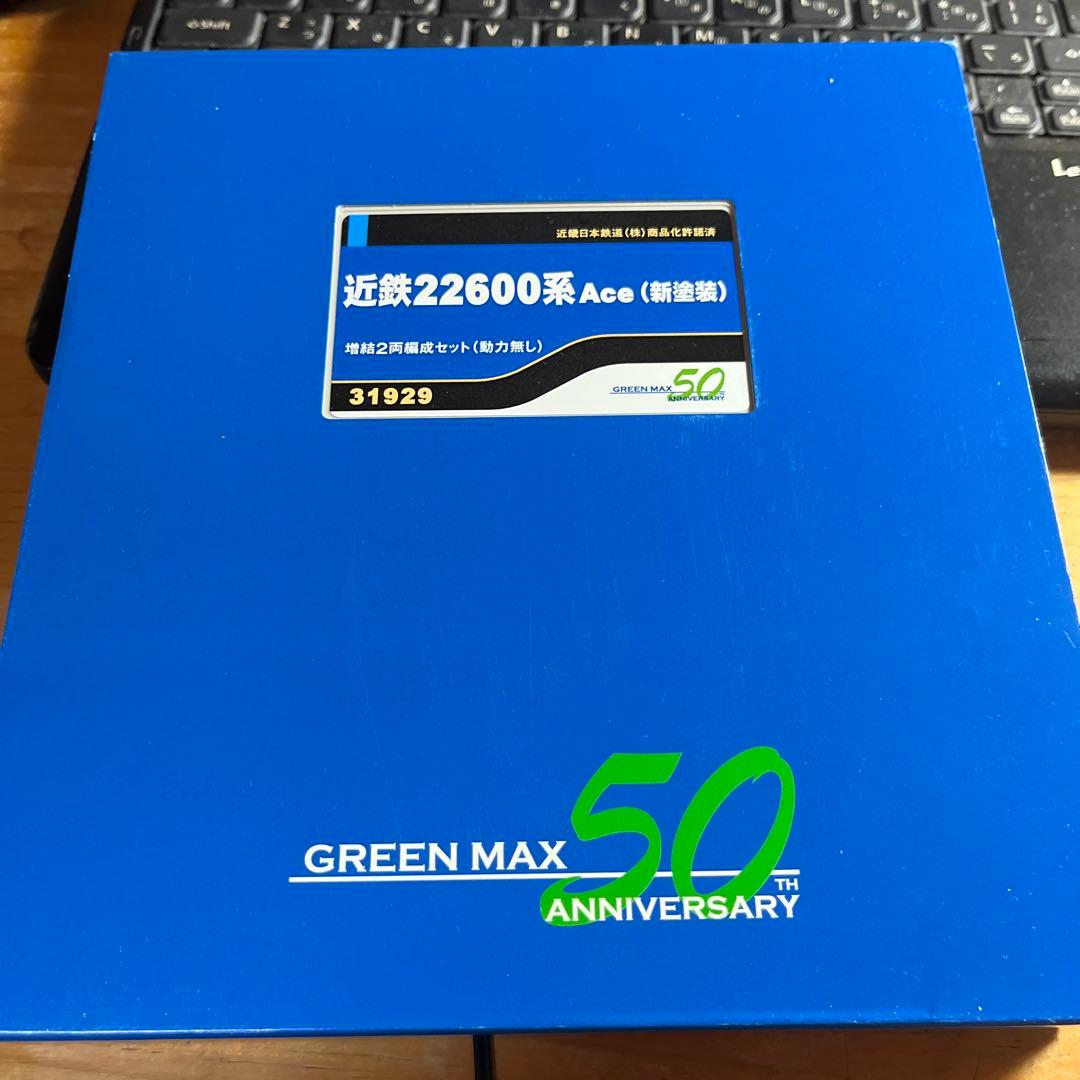 Shift
Z
X
C
V
B
N
M
近畿日本鉄道(株)商品化許諾済
近鉄22600系Ace(新塗装)
増結2両編成セット(動力無し)
31929
GREEN MAX 50
ANNIVERSARY
GREEN MAX 50TH
ANNIVERSARY